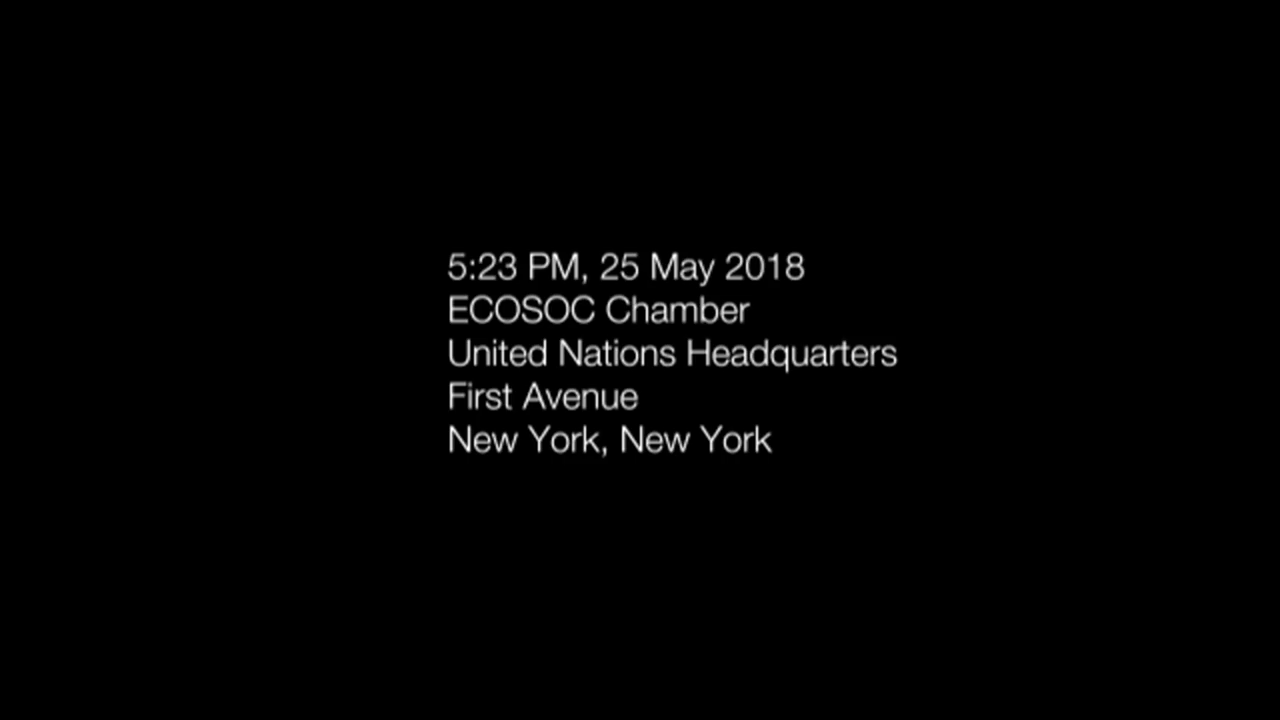 5:23 PM, 25 May 2018
ECOSOC Chamber
United Nations Headquarters
First Avenue
New York, New York